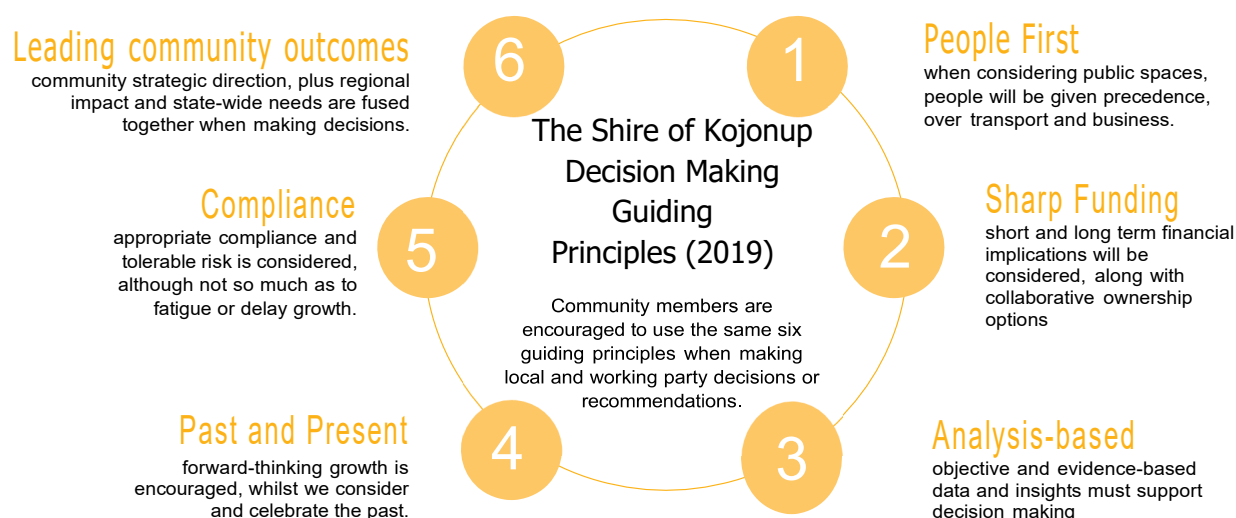 The Shire of Kojonup
Decision Making
Guiding
Principles (2019)
Community members are
encouraged to use the same six
guiding principles when making
local and working party decisions or
recommendations.
1
People First
when considering public spaces,
people will be given precedence,
over transport and business.
2
Sharp Funding
short and long term financial
implications will be
considered, along with
collaborative ownership
options
3
Analysis-based
objective and evidence-based
data and insights must support
decision making
4
Past and Present
forward-thinking growth is
encouraged, whilst we consider
and celebrate the past.
5
Compliance
appropriate compliance and
tolerable risk is considered,
although not so much as to
fatigue or delay growth.
6
Leading community outcomes
community strategic direction, plus regional
impact and state-wide needs are fused
together when making decisions.